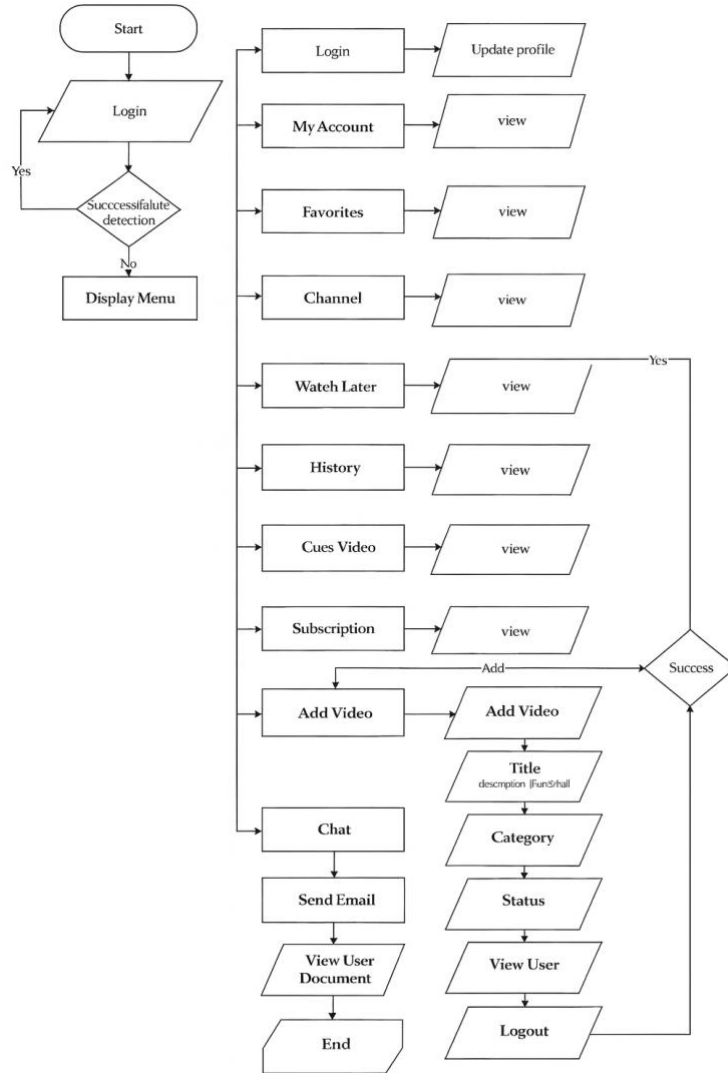 Start
Login
Yes
Succcessifalute
detection
No
Display Menu
Login
Update profile
My Account
view
Favorites
view
Channel
view
Wateh Later
view
Yes
History
view
Cues Video
view
Subscription
view
Success
Add
Add Video
Add Video
Title
Category
Chat
Send Email
Status
View User
Document
View User
End
Logout